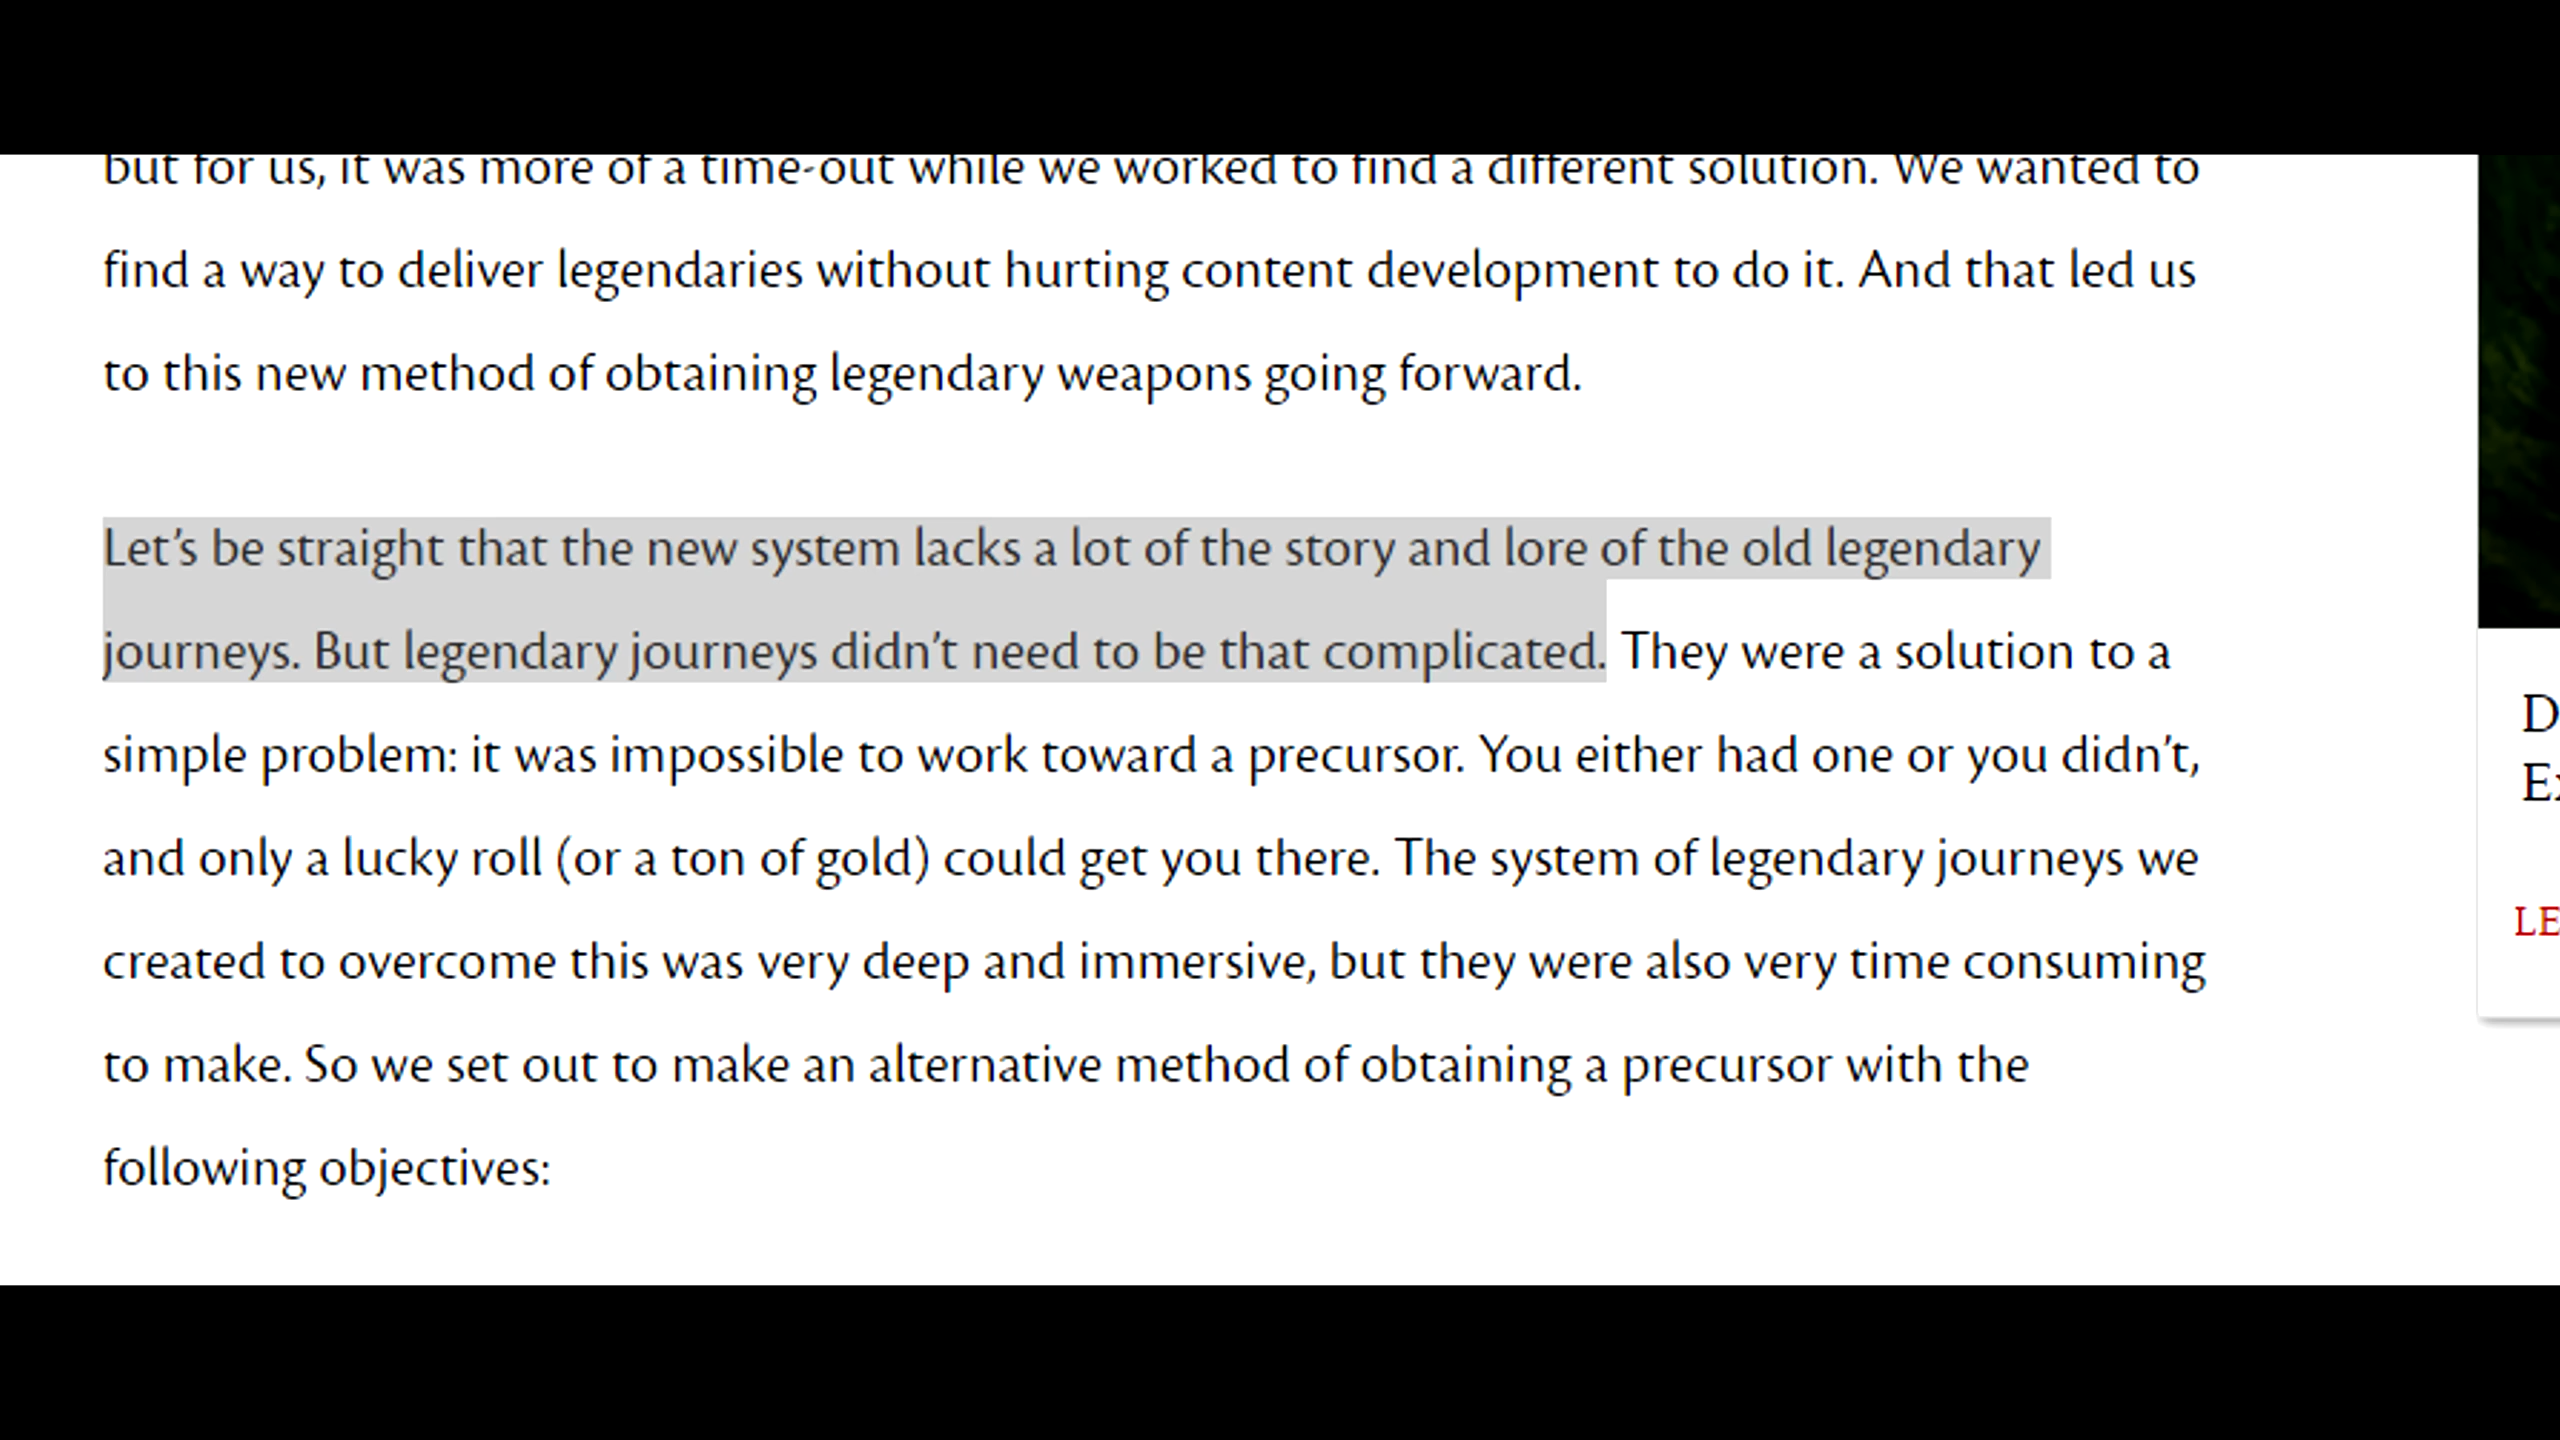 but for us, it was more of a time-out while we worked to find a different solution. We wanted to
find a way to deliver legendaries without hurting content development to do it. And that led us
to this new method of obtaining legendary weapons going forward.
Let’s be straight that the new system lacks a lot of the story and lore of the old legendary
journeys. But legendary journeys didn’t need to be that complicated. They were a solution to a
simple problem: it was impossible to work toward a precursor. You either had one or you didn’t,
and only a lucky roll (or a ton of gold) could get you there. The system of legendary journeys we
created to overcome this was very deep and immersive, but they were also very time consuming
to make. So we set out to make an alternative method of obtaining a precursor with the
following objectives: